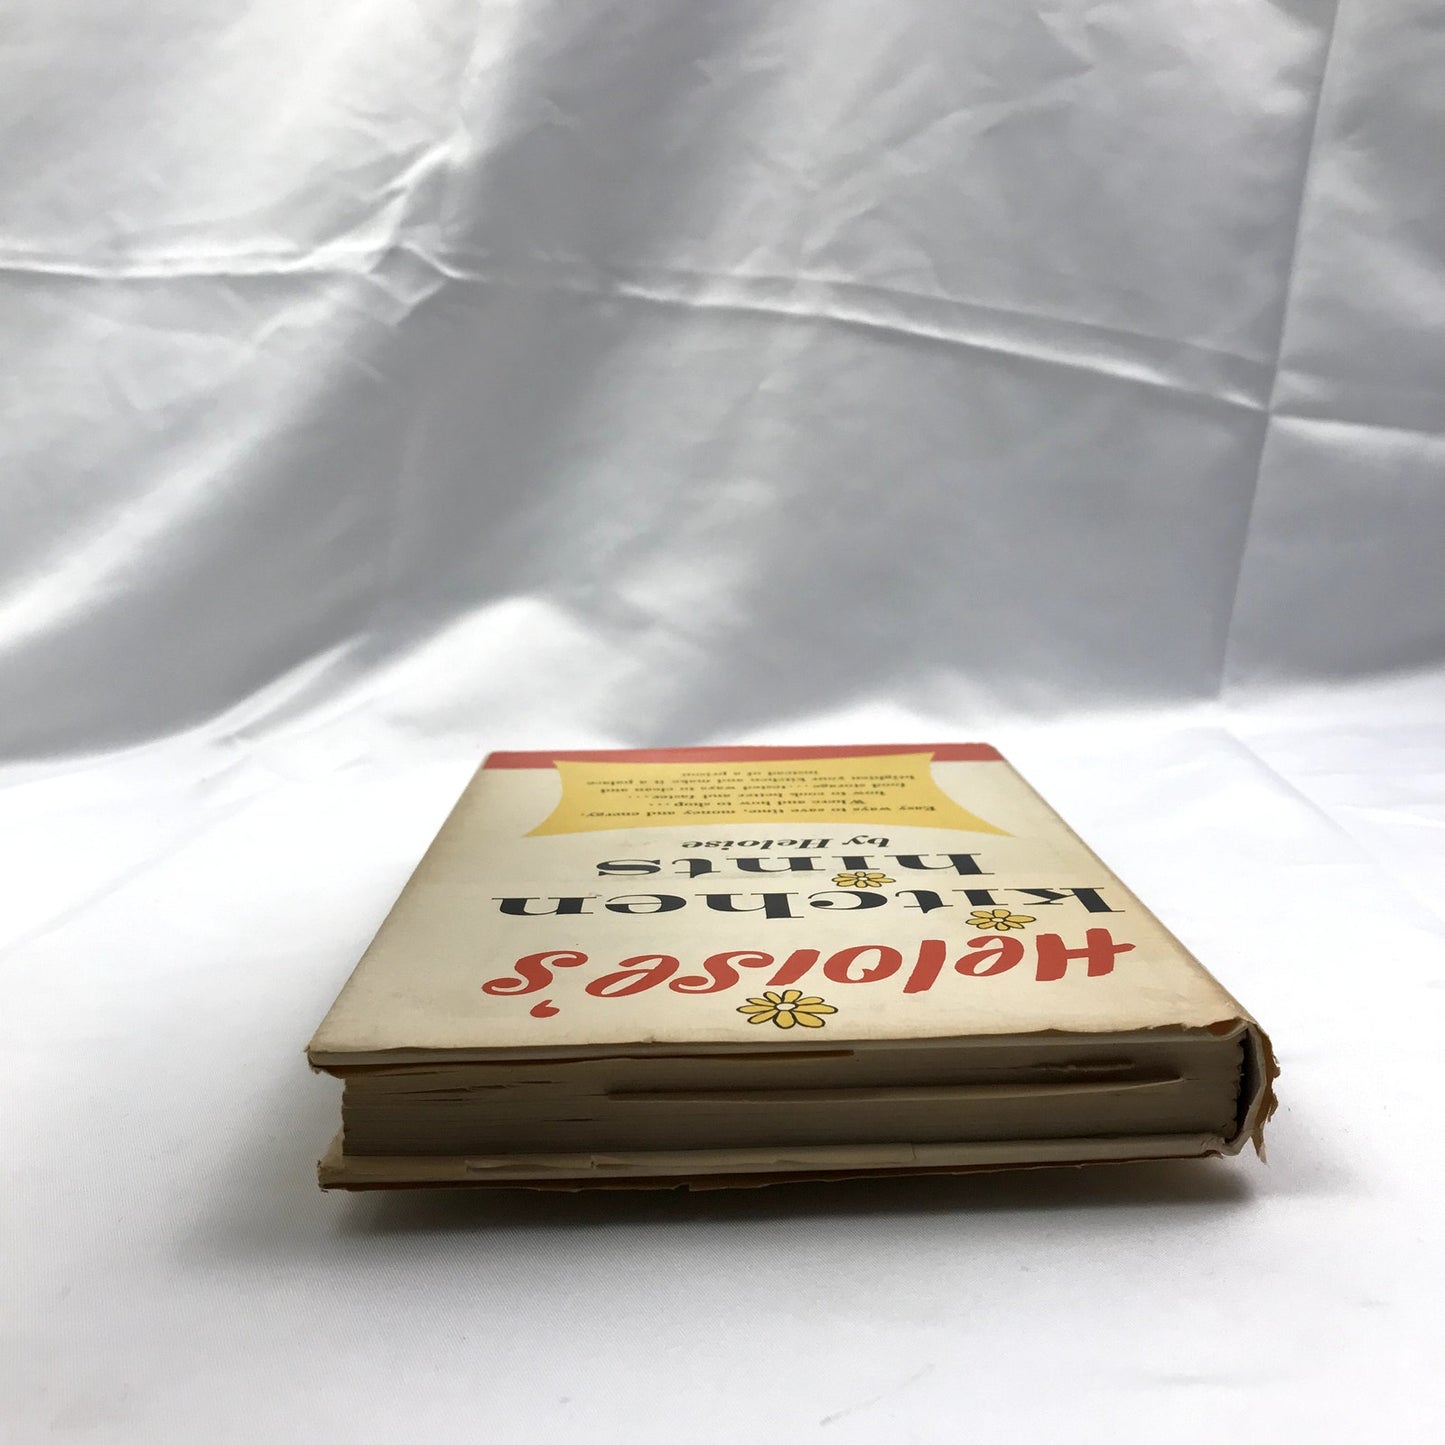 Heloise's
kitchen
hints
by Heloise
Easy ways to save time, money and energy.
Where and how to shop....
how to cook better and faster...
food storage....tested ways to clean and
brighten your kitchen and make it a palace
instead of a prison